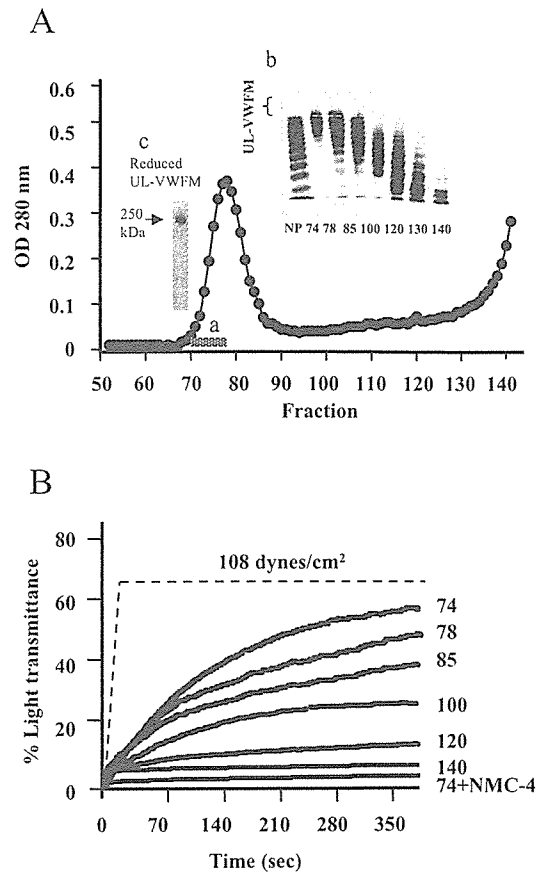 A
b
UL-VWFM
{
c
Reduced
UL-VWFM
250
kDa
a
NP 74 78 85 100 120 130 140
OD 280 nm
0.6
0.5
0.4
0.3
0.2
0.1
0
50 60 70 80 90 100 110 120 130 140
Fraction
B
108 dynes/cm²
% Light transmittance
80
60
40
20
0
74
78
85
100
120
140
74+NMC-4
0 70 140 210 280 350
Time (sec)